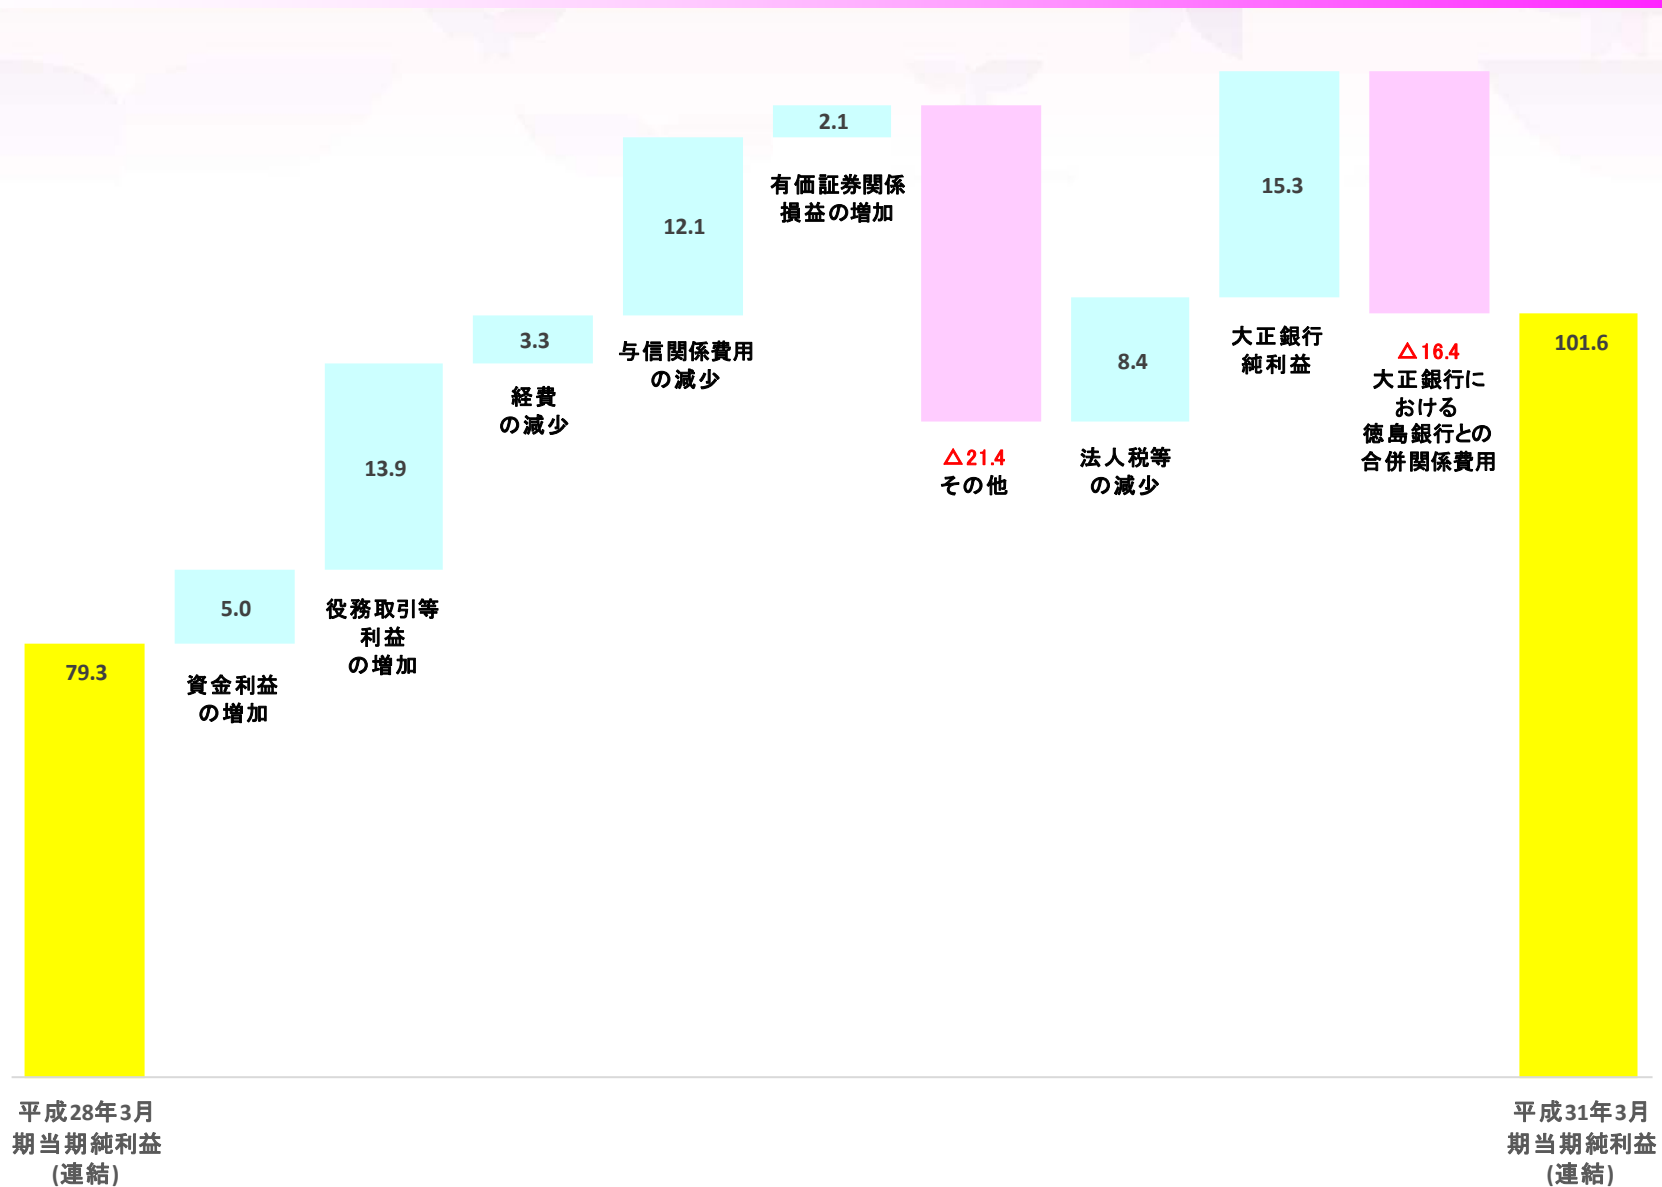 79.3
5.0
資金利益
の増加
13.9
役務取引等
利益
の増加
3.3
経費
の減少
12.1
与信関係費用
の減少
2.1
有価証券関係
損益の増加
△21.4
その他
8.4
法人税等
の減少
15.3
大正銀行
純利益
△16.4
大正銀行に
おける
徳島銀行との
合併関係費用
101.6
平成28年3月
期当期純利益
(連結)
平成31年3月
期当期純利益
(連結)